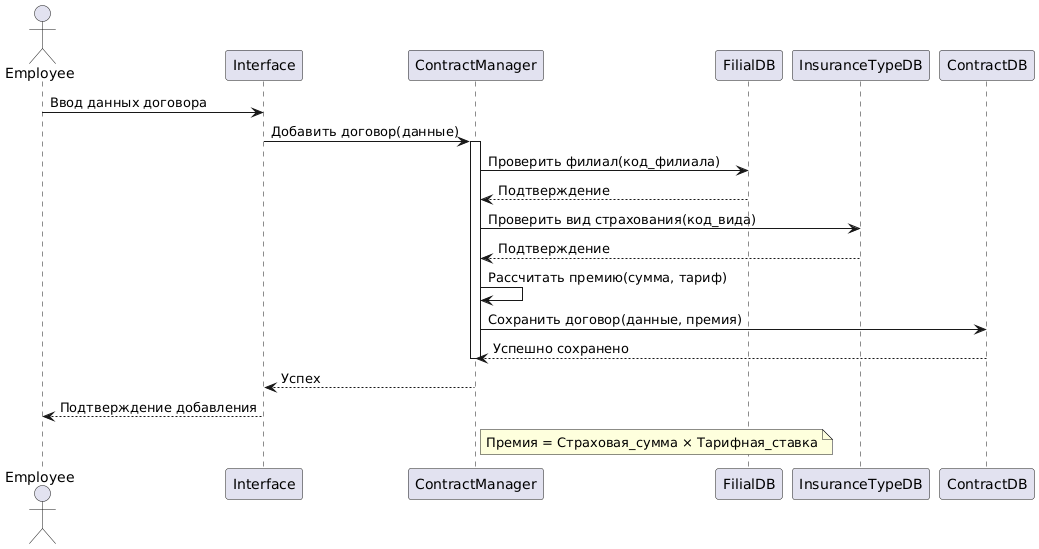 Employee
Interface
ContractManager
FilialDB
InsuranceTypeDB
ContractDB
Ввод данных договора
Добавить договор(данные)
Проверить филиал(код_филиала)
Подтверждение
Проверить вид страхования(код_вида)
Подтверждение
Рассчитать премию(сумма, тариф)
Сохранить договор(данные, премия)
Успешно сохранено
Успех
Подтверждение добавления
Премия = Страховая_сумма × Тарифная_ставка
Employee
Interface
ContractManager
FilialDB
InsuranceTypeDB
ContractDB